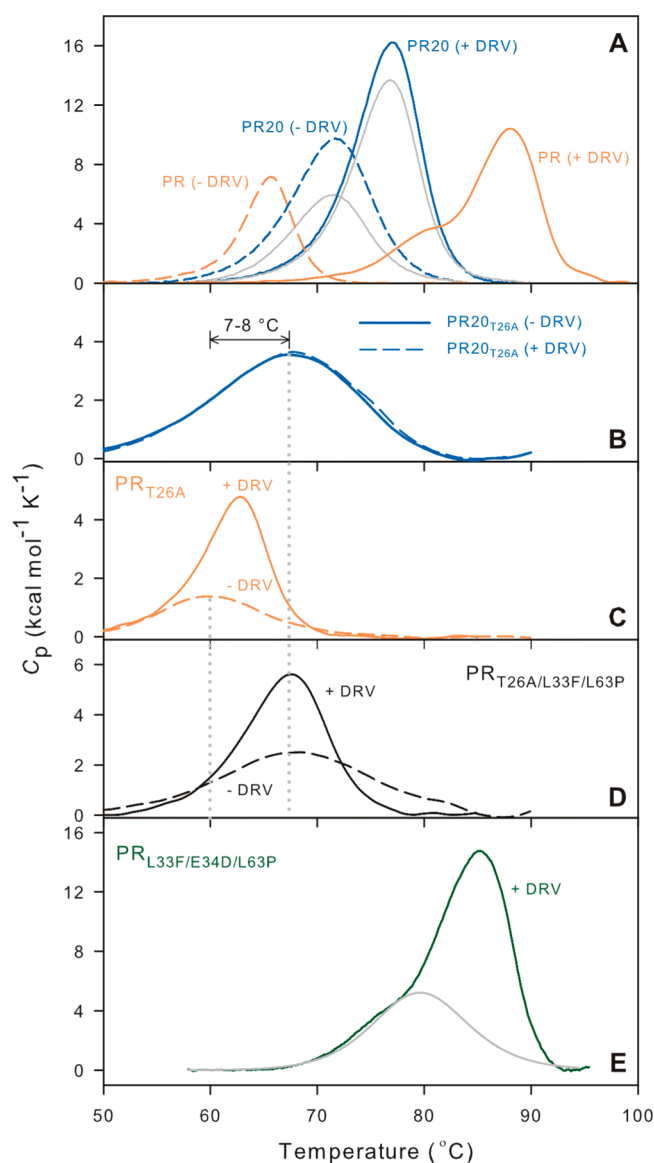 A
16
PR20 (+ DRV)
12
PR20 (- DRV)
PR (+ DRV)
8
PR (- DRV)
4
0
7-8 °C
PR20T26A (- DRV)
PR20T26A (+ DRV)
4
2
0
B
PRT26A
+ DRV
4
- DRV
2
0
C
Cp (kcal mol-1 K-1)
6
PRT26A/L33F/L63P
+ DRV
4
2
- DRV
0
D
16
PRL33F/E34D/L63P
+ DRV
12
8
4
0
E
50 60 70 80 90 100
Temperature (°C)